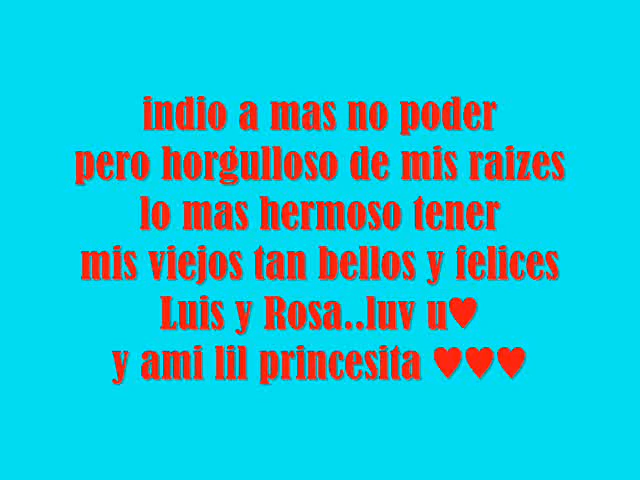 indio a mas no poder
pero horgulloso de mis raizes
lo mas hermoso tener
mis viejos tan bellos y felices
Luis y Rosa..luv u♥
y ami lil princesita ♥♥♥